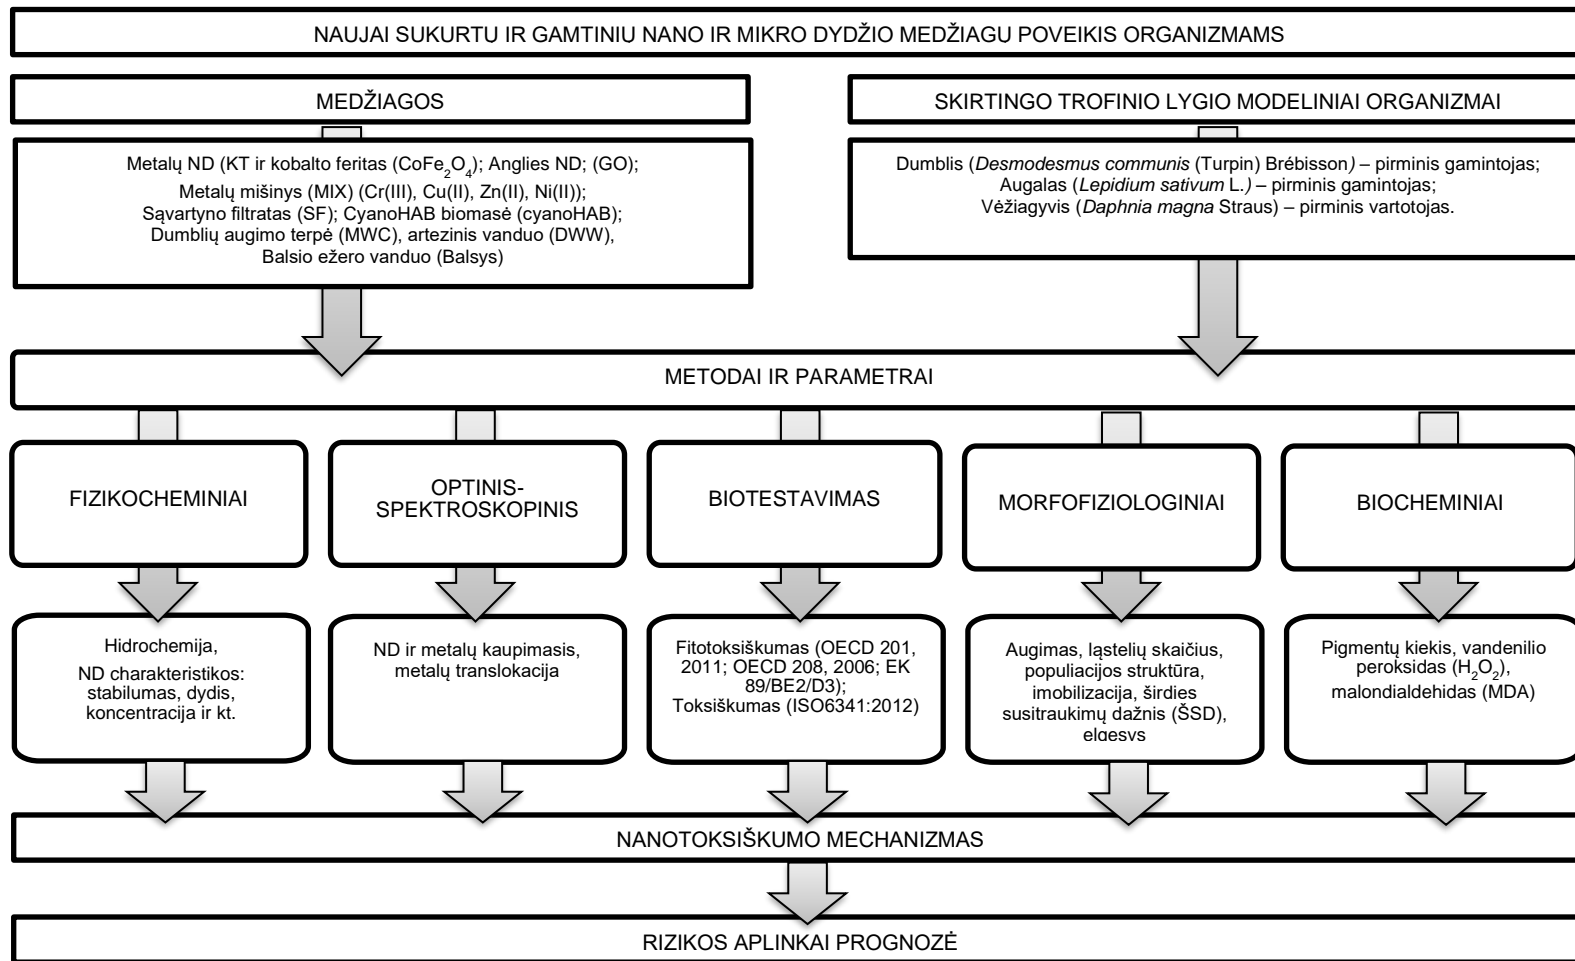 NAUJAI SUKURTU IR GAMTINIU NANO IR MIKRO DYDŽIO MEDŽIAGU POVEIKIS ORGANIZMAMS
MEDŽIAGOS
Metalų ND (KT ir kobalto feritas (CoFe₂O₄); Anglies ND; (GO);
Metalų mišinys (MIX) (Cr(III), Cu(II), Zn(II), Ni(II));
Sąvartyno filtratas (SF); CyanoHAB biomasė (cyanoHAB);
Dumblių augimo terpė (MWC), artezinis vanduo (DWW),
Balsio ežero vanduo (Balsys)
SKIRTINGO TROFINIO LYGIO MODELINIAI ORGANIZMAI
Dumblis (Desmodesmus communis (Turpin) Brébisson) – pirminis gamintojas;
Augalas (Lepidium sativum L.) – pirminis gamintojas;
Vėžiagyvis (Daphnia magna Straus) – pirminis vartotojas.
METODAI IR PARAMETRAI
FIZIKOCHEMINIAI
OPTINIS-
SPEKTROSKOPINIS
BIOTESTAVIMAS
MORFOFIZIOLOGINIAI
BIOCHEMINIAI
Hidrochemija,
ND charakteristikos:
stabilumas, dydis,
koncentracija ir kt.
ND ir metalų kaupimasis,
metalų translokacija
Fitotoksiškumas (OECD 201,
2011; OECD 208, 2006; EK
89/BE2/D3);
Toksiškumas (ISO6341:2012)
Augimas, ląstelių skaičius,
populiacijos struktūra,
imobilizacija, širdies
susitraukimų dažnis (ŠSD),
elgesys
Pigmentų kiekis, vandenilio
peroksidas (H₂O₂),
malondialdehidas (MDA)
NANOTOKSIŠKUMO MECHANIZMAS
RIZIKOS APLINKAI PROGNOZĖ